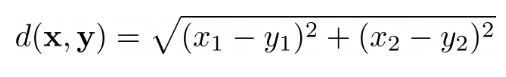 d(x, y) = √(x₁ − y₁)² + (x₂ − y₂)²